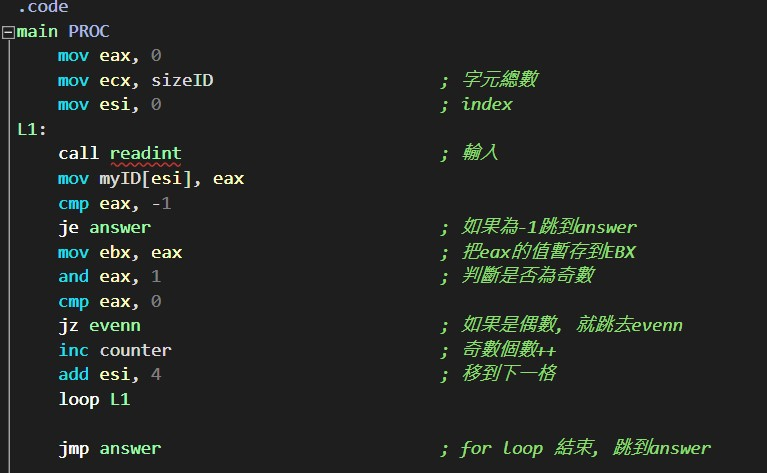 .code
main PROC
mov eax, 0
mov ecx, sizeID ; 字元總數
mov esi, 0 ; index
L1:
call readint ; 輸入
mov myID[esi], eax
cmp eax, -1
je answer ; 如果為-1跳到answer
mov ebx, eax ; 把eax的值暫存到EBX
and eax, 1 ; 判斷是否為奇數
cmp eax, 0
jz evenn ; 如果是偶數, 就跳去evenn
inc counter ; 奇數個數++
add esi, 4 ; 移到下一格
loop L1
jmp answer ; for loop 結束, 跳到answer